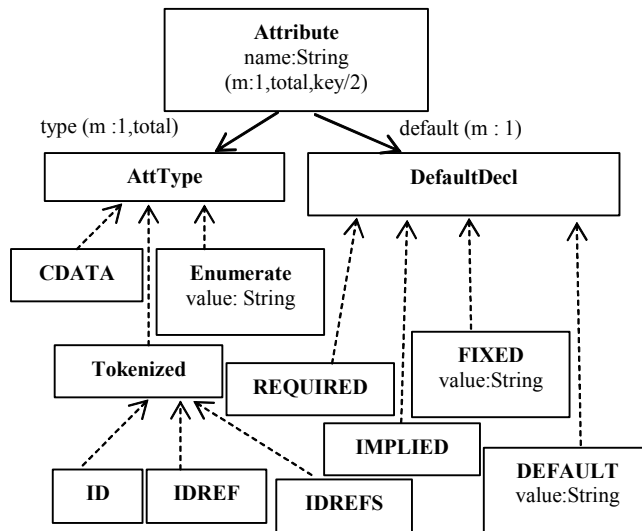 Attribute
name:String
(m:1,total,key/2)
type (m :1,total)
default (m : 1)
AttType
DefaultDecl
CDATA
Enumerate
value: String
Tokenized
REQUIRED
FIXED
value:String
IMPLIED
ID
IDREF
IDREFS
DEFAULT
value:String